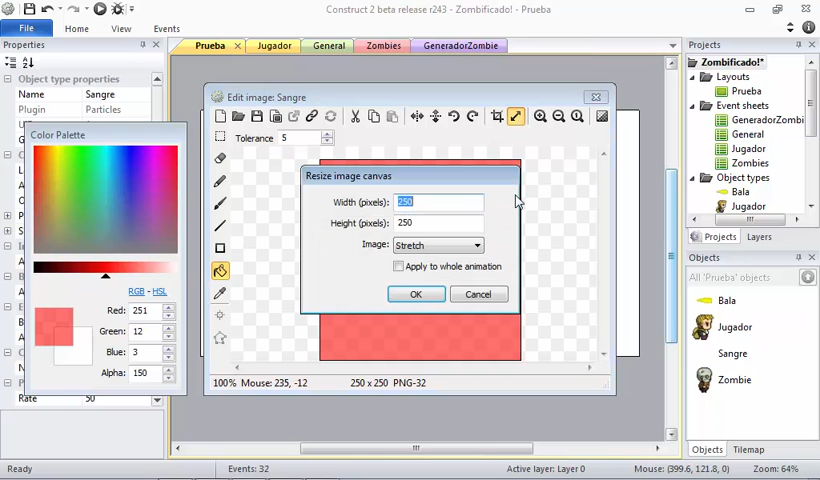 Construct 2 beta release r243 - Zombificado! - Prueba
File
Home
View
Events
Properties
Object type properties
Name
Sangre
Plugin
Particles
Rate
50
Color Palette
RGB - HSL
Red: 251
Green: 12
Blue: 3
Alpha: 150
Prueba
Jugador
General
Zombies
GeneradorZombie
Edit image: Sangre
Tolerance 5
Resize image canvas
Width (pixels): 250
Height (pixels): 250
Image: Stretch
Apply to whole animation
OK
Cancel
100% Mouse: 235, -12 250 x 250 PNG-32
Projects
Zombificado!*
Layouts
Prueba
Event sheets
GeneradorZombi
General
Jugador
Zombies
Object types
Bala
Jugador
Projects
Layers
Objects
All 'Prueba' objects
Bala
Jugador
Sangre
Zombie
Objects
Tilemap
Ready
Events: 32
Active layer: Layer 0
Mouse: (399.6, 121.8, 0)
Zoom: 64%